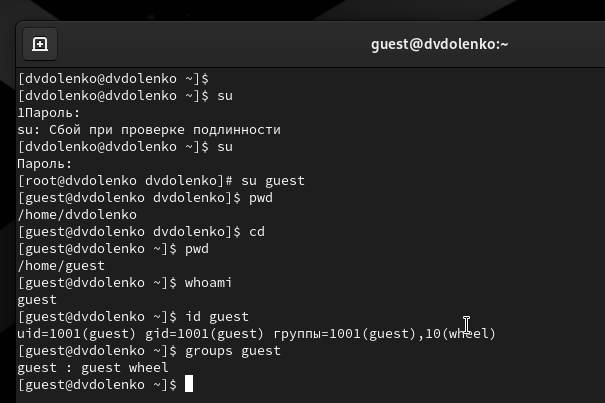 guest@dvdolenko:~
[dvdolenko@dvdolenko ~]$
[dvdolenko@dvdolenko ~]$ su
1Пароль:
su: Сбой при проверке подлинности
[dvdolenko@dvdolenko ~]$ su
Пароль:
[root@dvdolenko dvdolenko]# su guest
[guest@dvdolenko dvdolenko]$ pwd
/home/dvdolenko
[guest@dvdolenko dvdolenko]$ cd
[guest@dvdolenko ~]$ pwd
/home/guest
[guest@dvdolenko ~]$ whoami
guest
[guest@dvdolenko ~]$ id guest
uid=1001(guest) gid=1001(guest) группы=1001(guest),10(wheel)
[guest@dvdolenko ~]$ groups guest
guest : guest wheel
[guest@dvdolenko ~]$